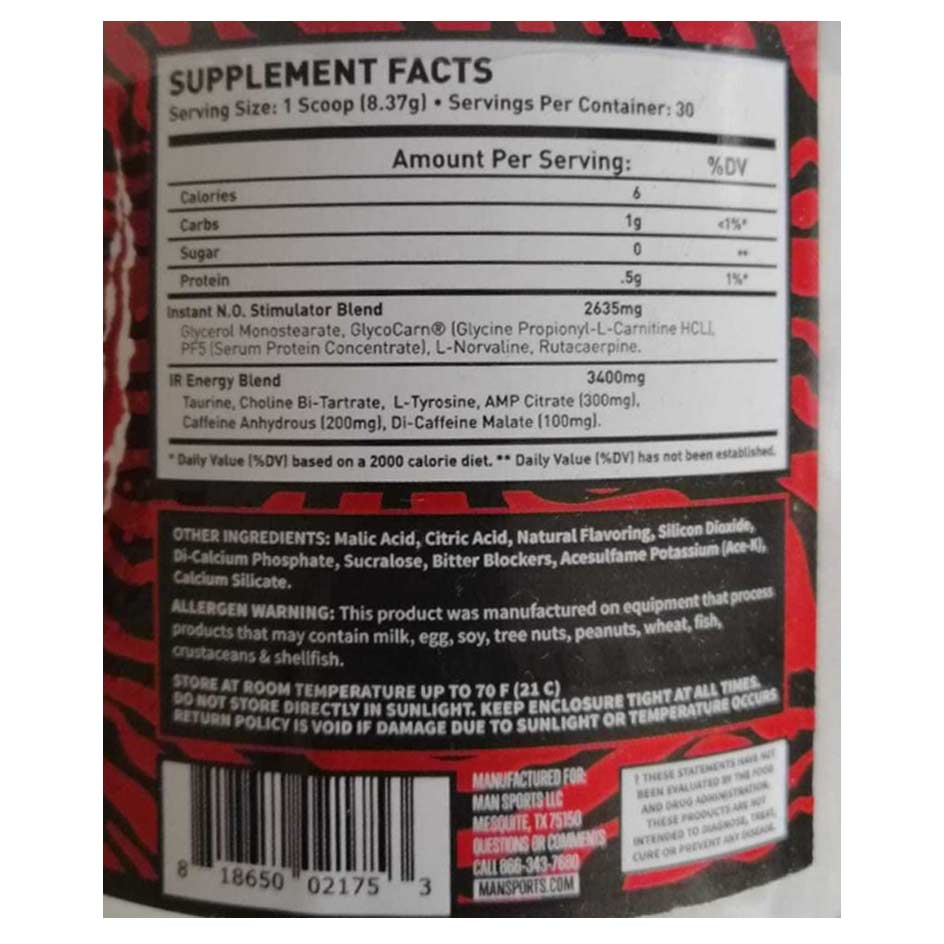 SUPPLEMENT FACTS
Serving Size: 1 Scoop (8.37g) • Servings Per Container: 30
Amount Per Serving: %DV
Calories 6
Carbs 1g <1%*
Sugar 0 **
Protein .5g 1%*
Instant N.O. Stimulator Blend 2635mg
Glycerol Monostearate, GlycoCarn® (Glycine Propionyl-L-Carnitine HCL),
PF5 (Serum Protein Concentrate), L-Norvaline, Rutacaerpine.
IR Energy Blend 3400mg
Taurine, Choline Bi-Tartrate, L-Tyrosine, AMP Citrate (300mg),
Caffeine Anhydrous (200mg), Di-Caffeine Malate (100mg).
* Daily Value (%DV) based on a 2000 calorie diet. ** Daily Value (%DV) has not been established.
OTHER INGREDIENTS: Malic Acid, Citric Acid, Natural Flavoring, Silicon Dioxide,
Di-Calcium Phosphate, Sucralose, Bitter Blockers, Acesulfame Potassium (Ace-K),
Calcium Silicate.
ALLERGEN WARNING: This product was manufactured on equipment that process
products that may contain milk, egg, soy, tree nuts, peanuts, wheat, fish,
crustaceans & shellfish.
STORE AT ROOM TEMPERATURE UP TO 70 F (21 C)
DO NOT STORE DIRECTLY IN SUNLIGHT. KEEP ENCLOSURE TIGHT AT ALL TIMES.
RETURN POLICY IS VOID IF DAMAGE DUE TO SUNLIGHT OR TEMPERATURE OCCURS
MANUFACTURED FOR:
MAN SPORTS LLC
MESQUITE, TX 75150
QUESTIONS OR COMMENTS
CALL 866-343-7680
MANSPORTS.COM
† THESE STATEMENTS HAVE NOT
BEEN EVALUATED BY THE FOOD
AND DRUG ADMINISTRATION.
THESE PRODUCTS ARE NOT
INTENDED TO DIAGNOSE, TREAT,
CURE OR PREVENT ANY DISEASE.
8 18650 02175 3